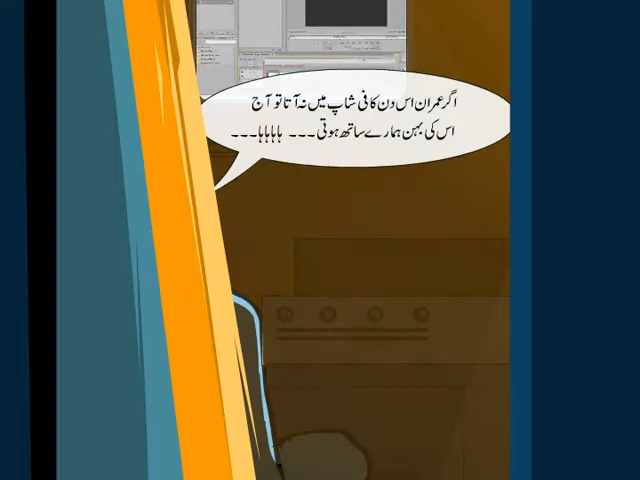 اگر عمران اس دن کافی شاپ میں نہ آتا تو آج
اس کی بہن ہمارے ساتھ ہوتی۔۔۔ ہاہاہاہا۔۔۔